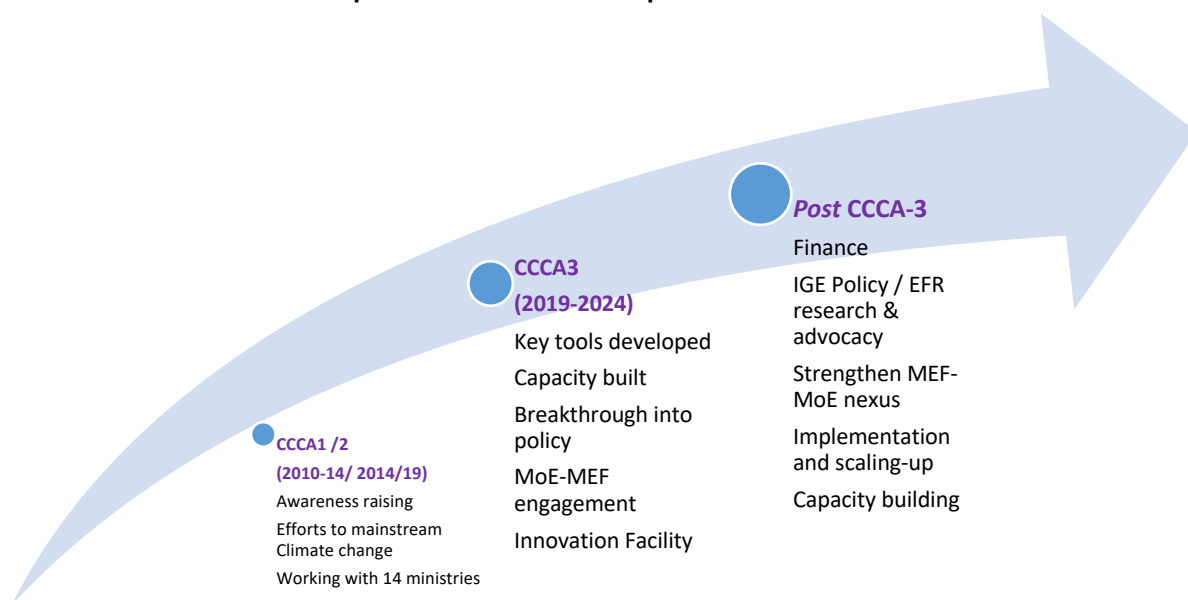 CCCA1 /2
(2010-14/ 2014/19)
Awareness raising
Efforts to mainstream
Climate change
Working with 14 ministries
CCCA3
(2019-2024)
Key tools developed
Capacity built
Breakthrough into
policy
MoE-MEF
engagement
Innovation Facility
Post CCCA-3
Finance
IGE Policy / EFR
research &
advocacy
Strengthen MEF-
MoE nexus
Implementation
and scaling-up
Capacity building